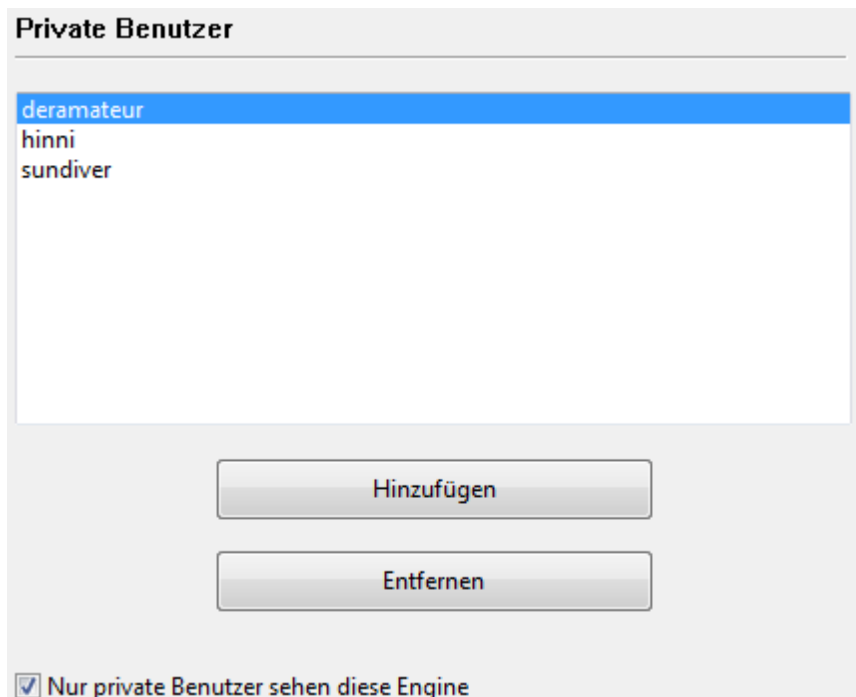 Private Benutzer
deramateur
hinni
sundiver
Hinzufügen
Entfernen
Nur private Benutzer sehen diese Engine